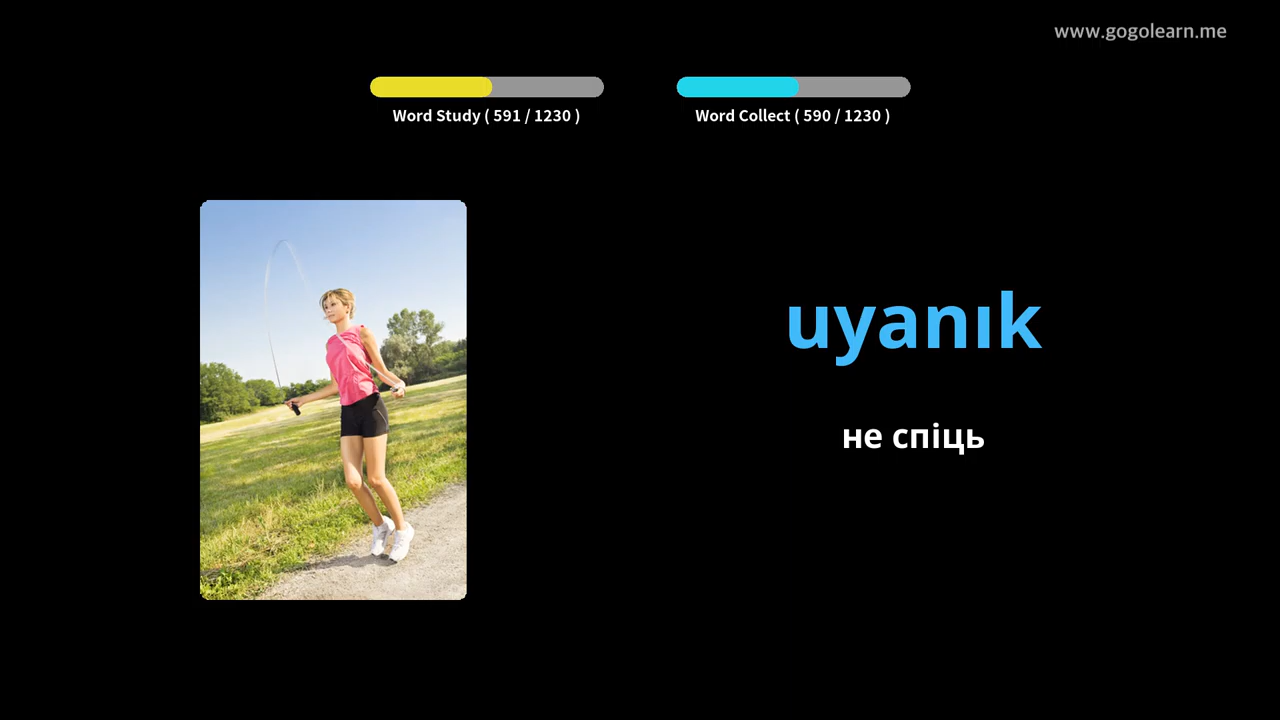 www.gogolearn.me
Word Study ( 591 / 1230 )
Word Collect ( 590 / 1230 )
uyanık
не спіць